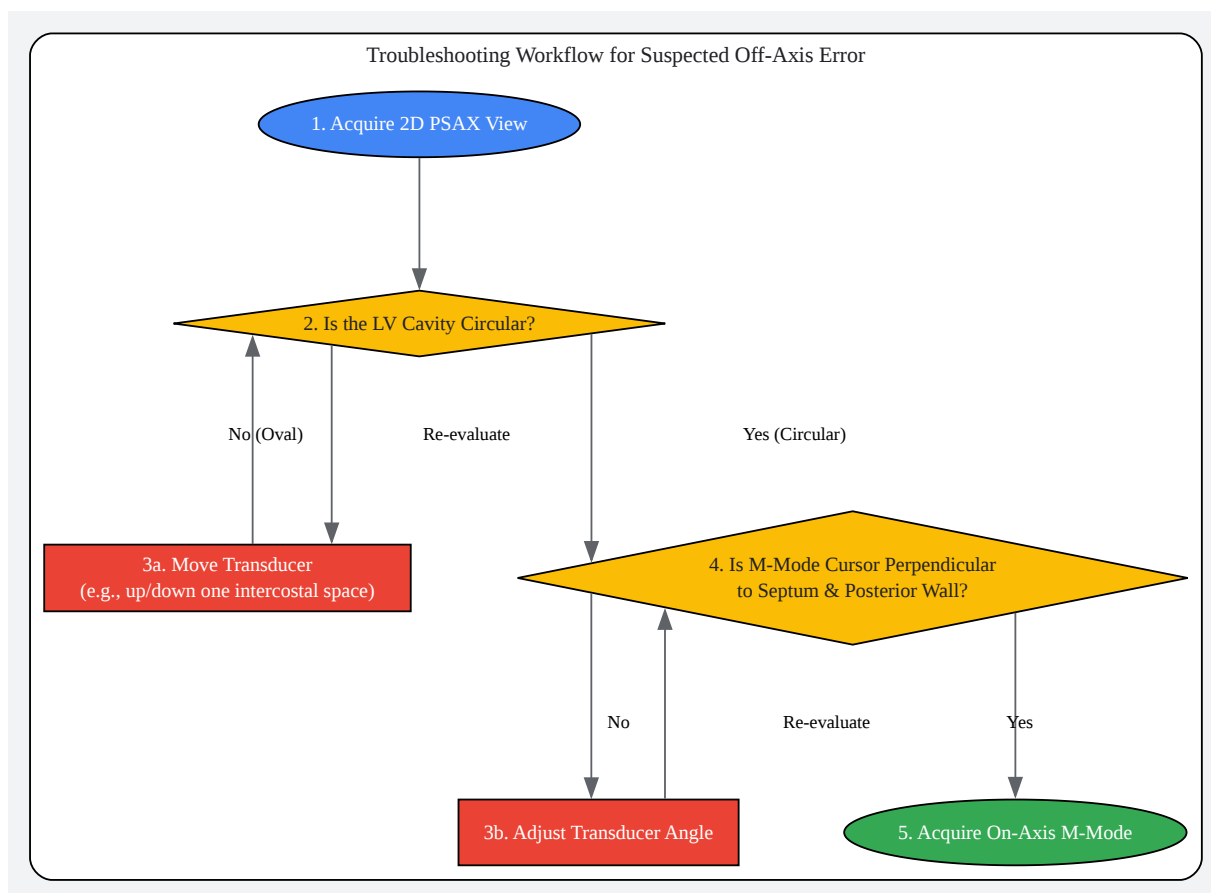 Troubleshooting Workflow for Suspected Off-Axis Error
1. Acquire 2D PSAX View
2. Is the LV Cavity Circular?
No (Oval)
Re-evaluate
Yes (Circular)
3a. Move Transducer
(e.g., up/down one intercostal space)
4. Is M-Mode Cursor Perpendicular
to Septum & Posterior Wall?
No
Re-evaluate
Yes
3b. Adjust Transducer Angle
5. Acquire On-Axis M-Mode